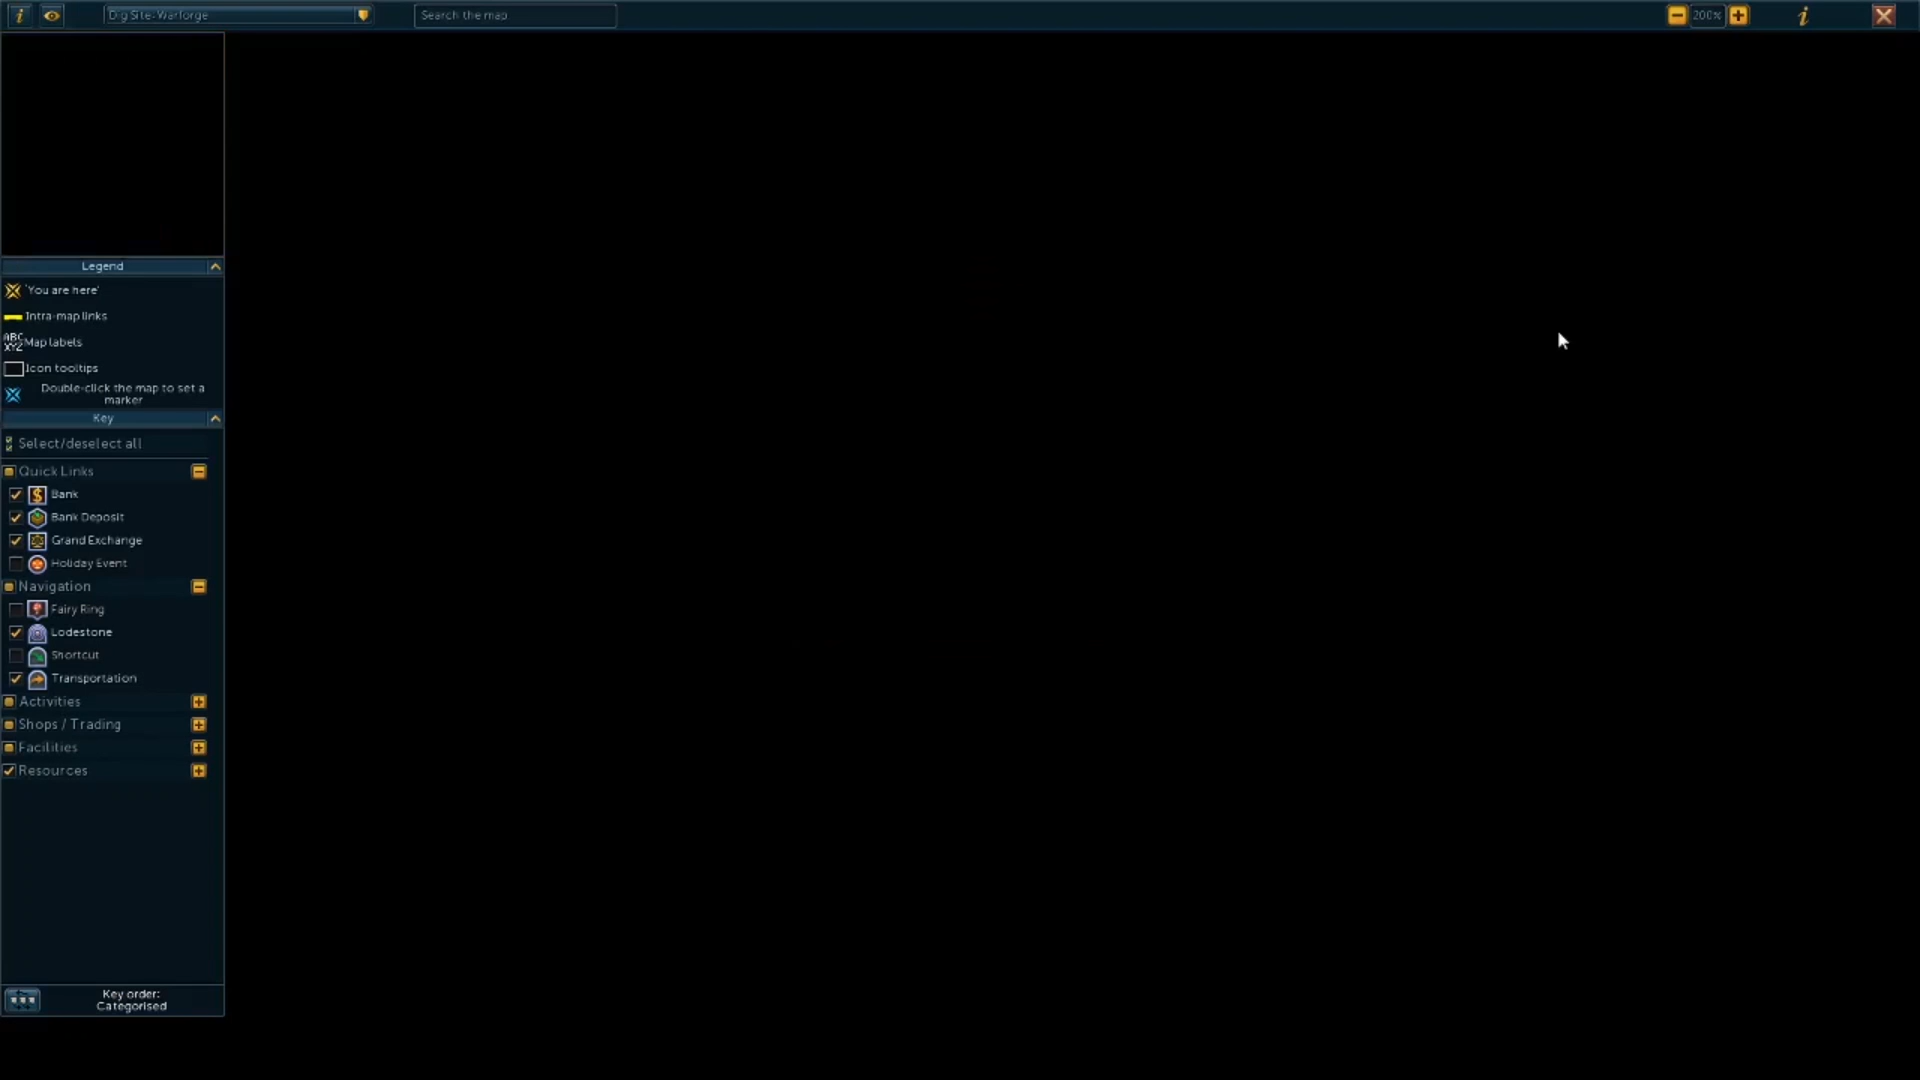 Dig Site-Warforge
Search the map
200%
Legend
'You are here'
Intra-map links
ABC
XYZ
Map labels
Icon tooltips
Double-click the map to set a
marker
Key
Select/deselect all
Quick Links
Bank
Bank Deposit
Grand Exchange
Holiday Event
Navigation
Fairy Ring
Lodestone
Shortcut
Transportation
Activities
Shops / Trading
Facilities
Resources
Key order:
Categorised